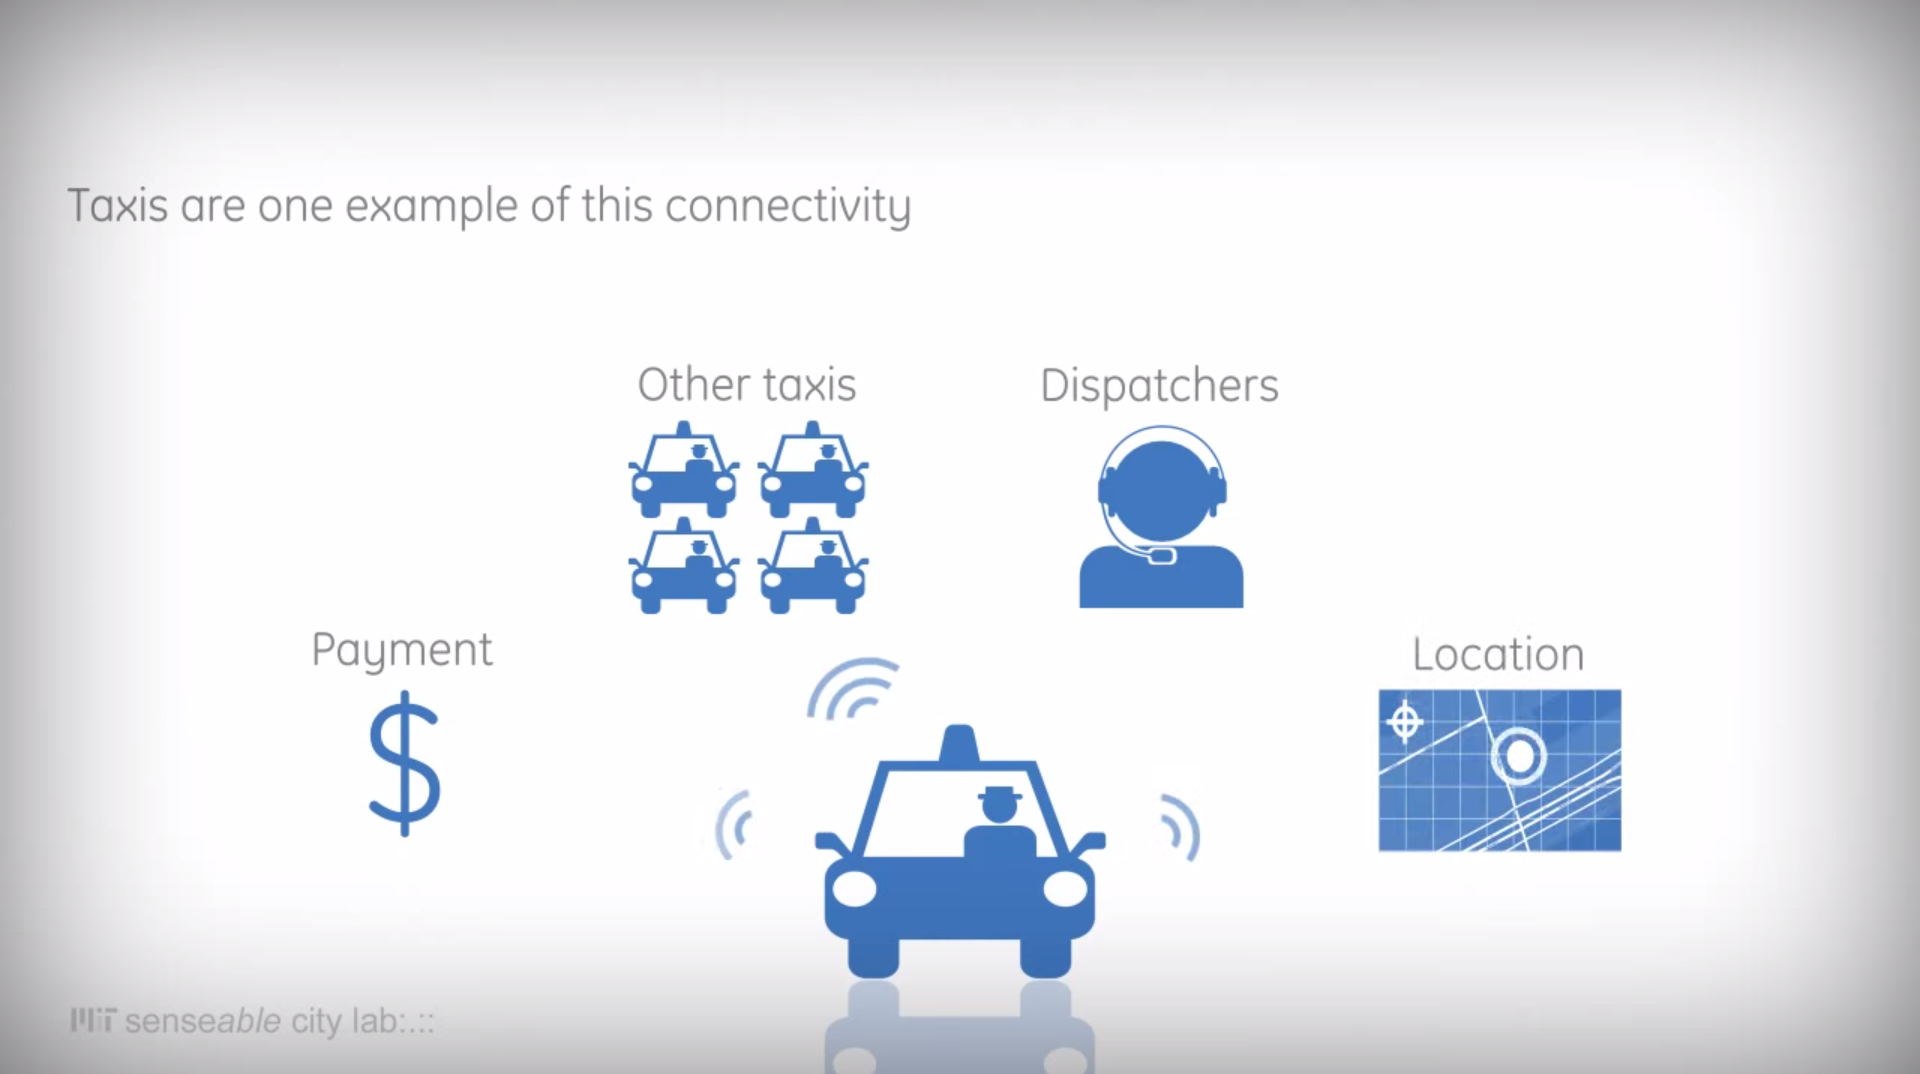 Taxis are one example of this connectivity
Other taxis
Dispatchers
Payment
$
Location
MIT senseable city lab:.::